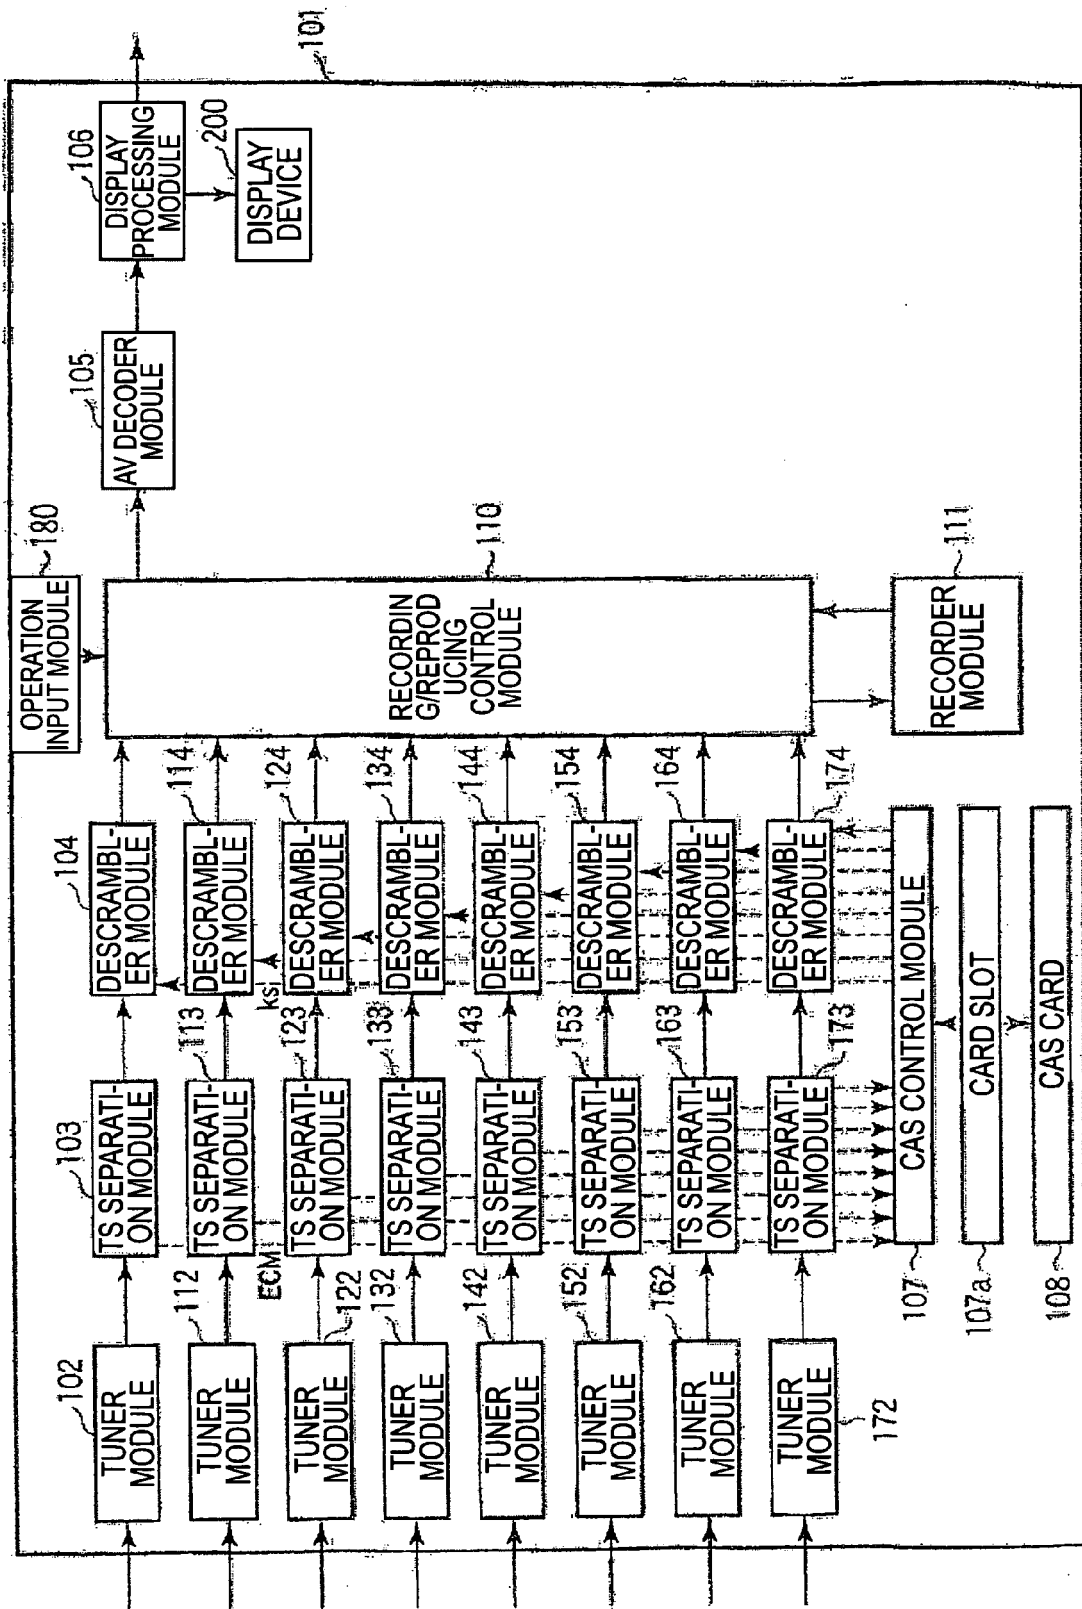 101
TUNER
MODULE
102
TS SEPARATI-
ON MODULE
103
DESCRAMBL-
ER MODULE
104
TUNER
MODULE
112
TS SEPARATI-
ON MODULE
113
DESCRAMBL-
ER MODULE
114
ECM
Ks
TUNER
MODULE
122
TS SEPARATI-
ON MODULE
123
DESCRAMBL-
ER MODULE
124
TUNER
MODULE
132
TS SEPARATI-
ON MODULE
133
DESCRAMBL-
ER MODULE
134
TUNER
MODULE
142
TS SEPARATI-
ON MODULE
143
DESCRAMBL-
ER MODULE
144
TUNER
MODULE
152
TS SEPARATI-
ON MODULE
153
DESCRAMBL-
ER MODULE
154
TUNER
MODULE
162
TS SEPARATI-
ON MODULE
163
DESCRAMBL-
ER MODULE
164
TUNER
MODULE
172
TS SEPARATI-
ON MODULE
173
DESCRAMBL-
ER MODULE
174
OPERATION
INPUT MODULE
180
RECORDIN
G/REPROD
UCING
CONTROL
MODULE
110
AV DECODER
MODULE
105
DISPLAY
PROCESSING
MODULE
106
DISPLAY
DEVICE
200
RECORDER
MODULE
111
CAS CONTROL MODULE
107
CARD SLOT
107a
CAS CARD
108